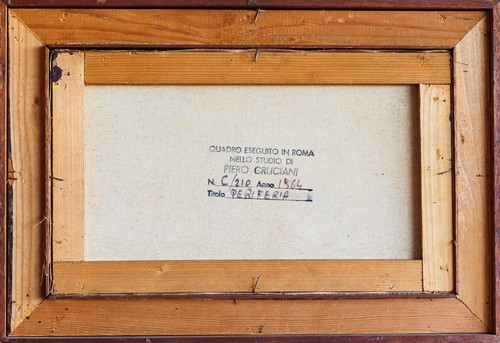 QUADRO ESEGUITO IN ROMA
NELLO STUDIO DI
PIERO CRUCIANI
N. C/210 Anno 1964
Titolo PERIFERIA